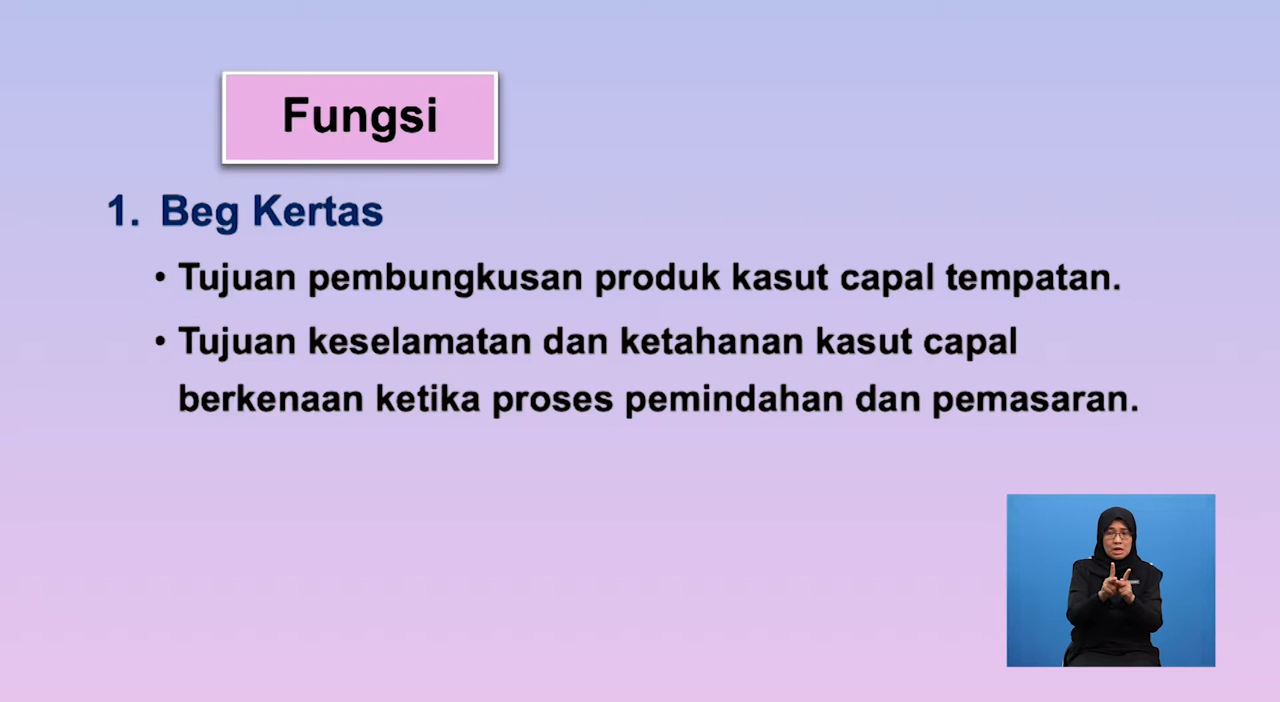 Fungsi
1. Beg Kertas
• Tujuan pembungkusan produk kasut capal tempatan.
• Tujuan keselamatan dan ketahanan kasut capal
berkenaan ketika proses pemindahan dan pemasaran.